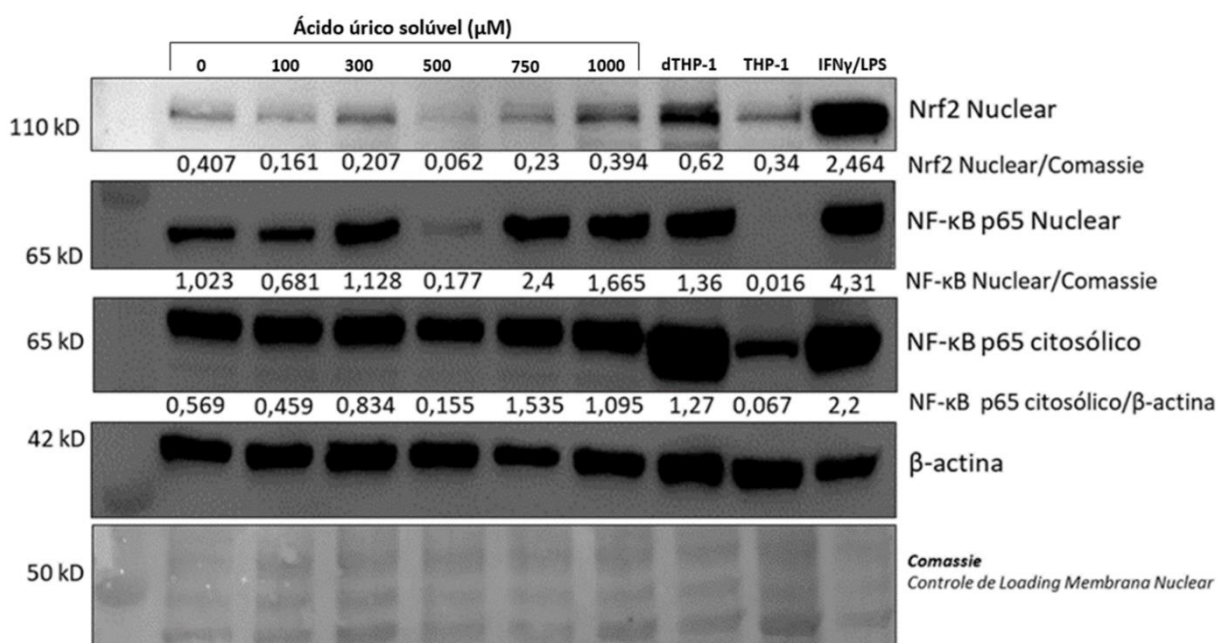 Ácido úrico solúvel (µM)
0 100 300 500 750 1000 dTHP-1 THP-1 IFNγ/LPS
110 kD Nrf2 Nuclear
0,407 0,161 0,207 0,062 0,23 0,394 0,62 0,34 2,464 Nrf2 Nuclear/Comassie
65 kD NF-κB p65 Nuclear
1,023 0,681 1,128 0,177 2,4 1,665 1,36 0,016 4,31 NF-κB Nuclear/Comassie
65 kD NF-κB p65 citosólico
0,569 0,459 0,834 0,155 1,535 1,095 1,27 0,067 2,2 NF-κB p65 citosólico/β-actina
42 kD β-actina
50 kD Comassie
Controle de Loading Membrana Nuclear